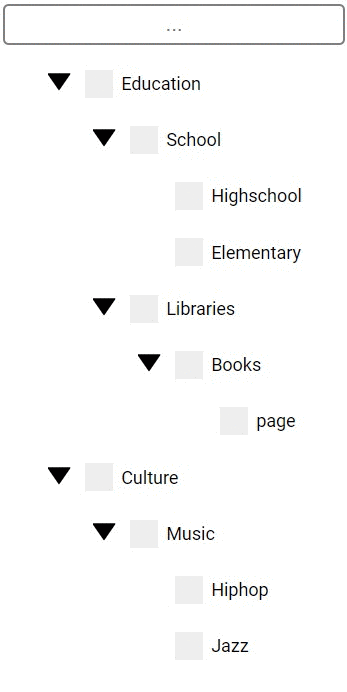 ...
Education
School
Highschool
Elementary
Libraries
Books
page
Culture
Music
Hiphop
Jazz